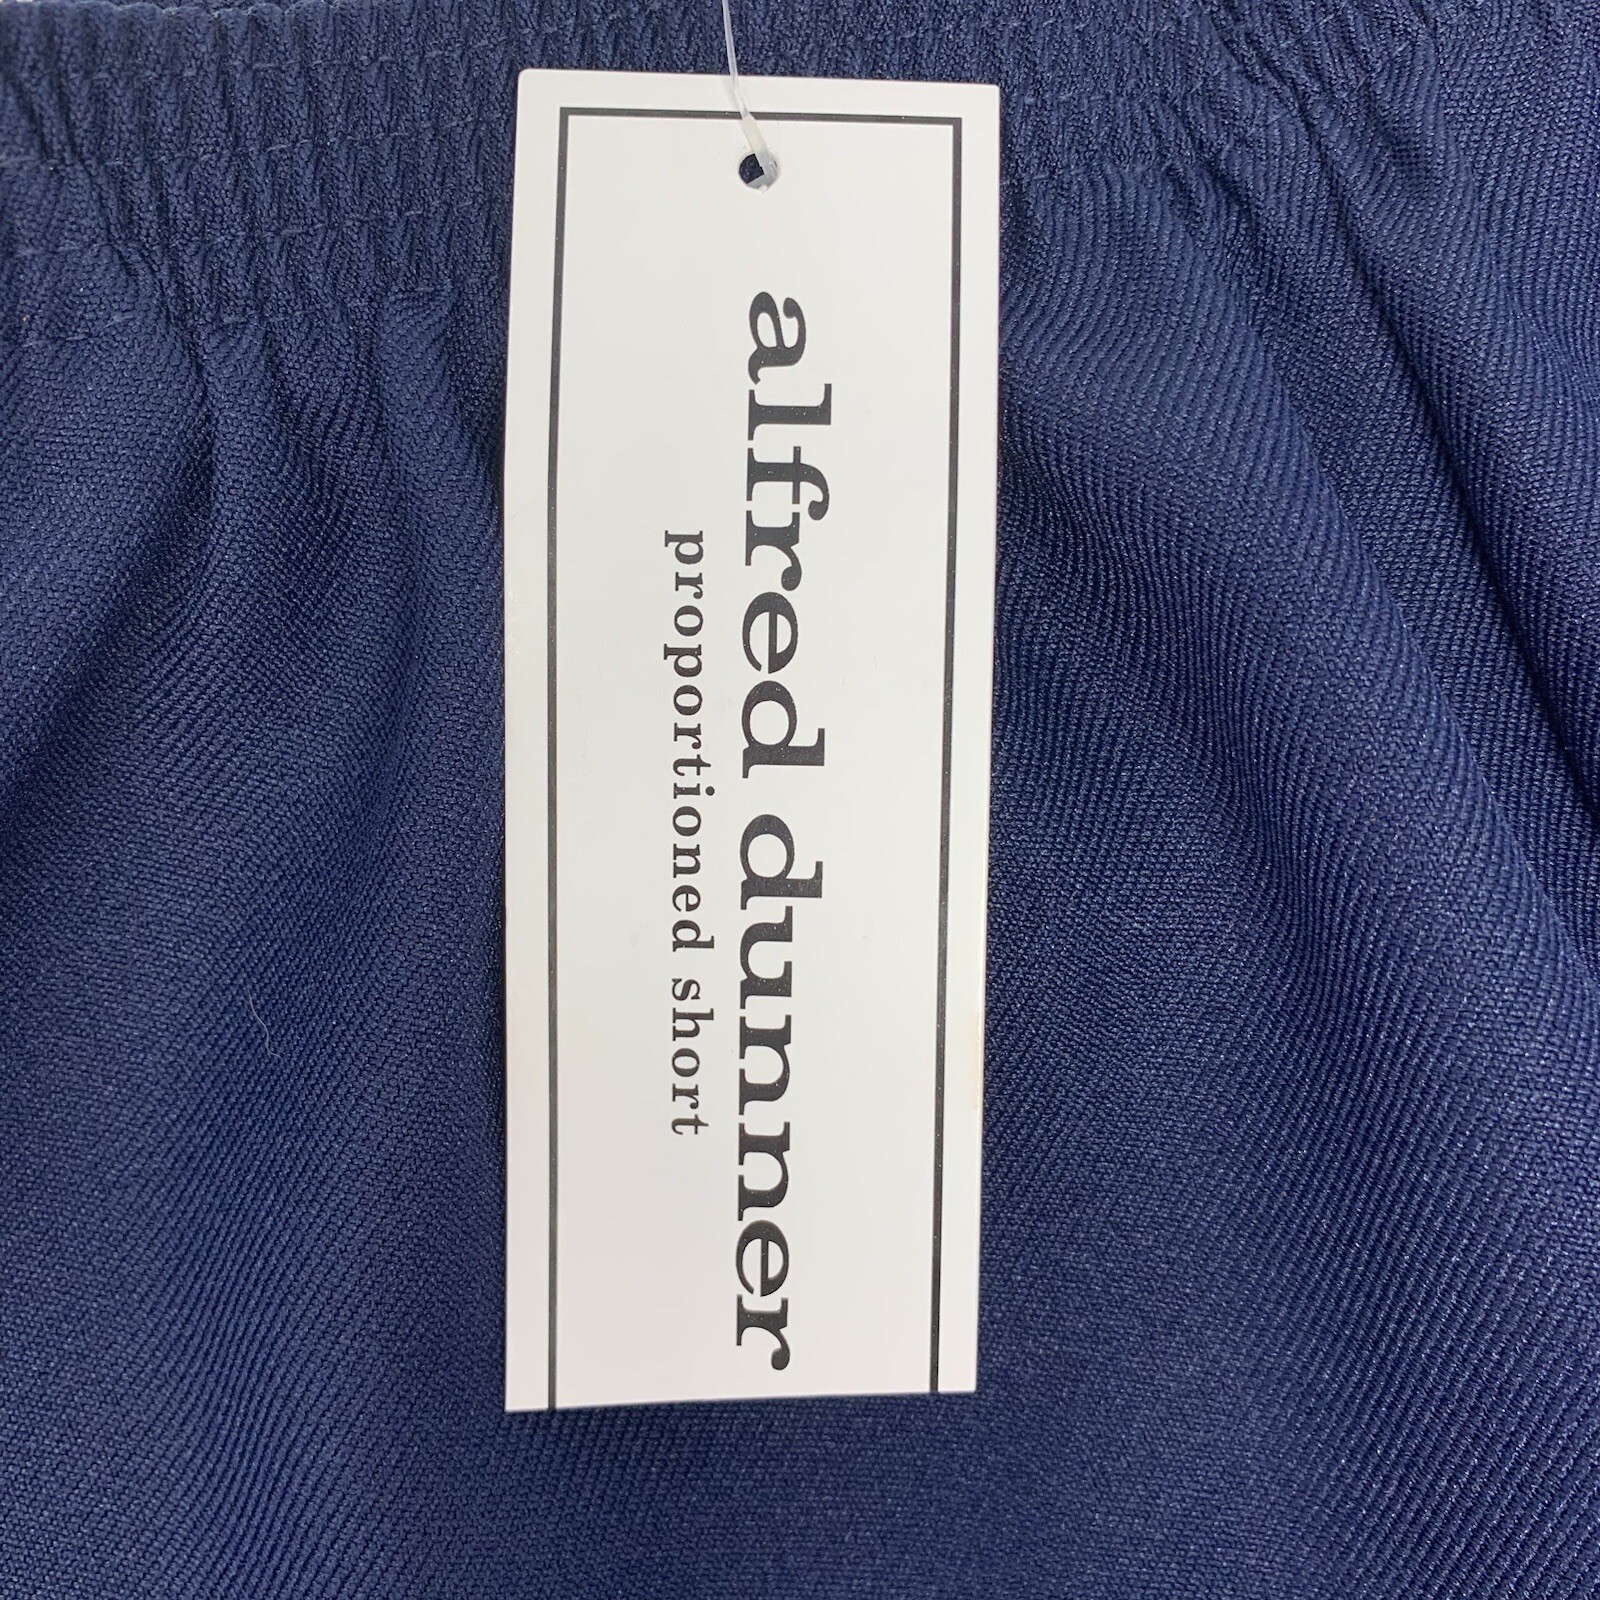 alfred dunner
proportioned short